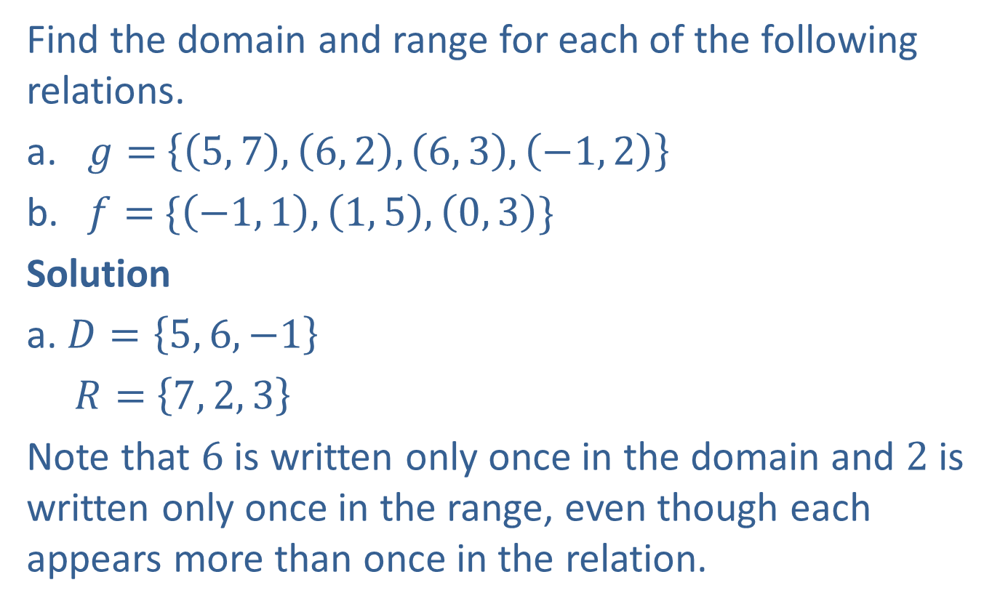 Find the domain and range for each of the following
relations.
a. g = {(5, 7), (6, 2), (6, 3), (−1, 2)}
b. f = {(−1, 1), (1, 5), (0, 3)}
Solution
a. D = {5, 6, −1}
R = {7, 2, 3}
Note that 6 is written only once in the domain and 2 is
written only once in the range, even though each
appears more than once in the relation.